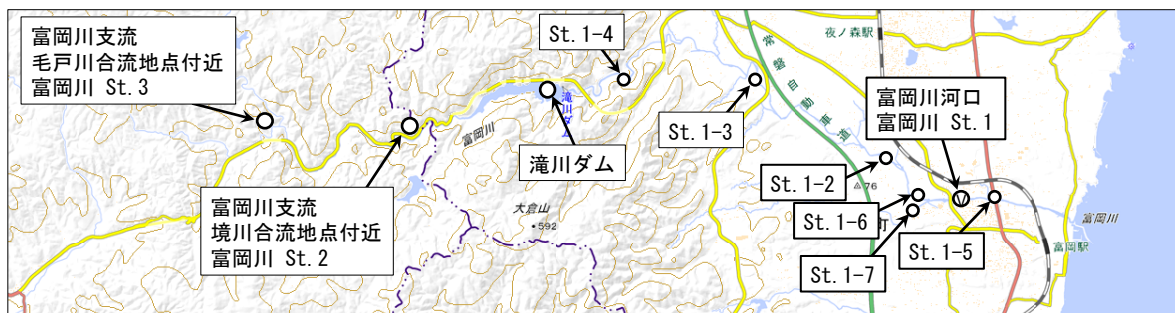 富岡川支流
毛戸川合流地点付近
富岡川 St.3
St.1-4
夜ノ森駅
常磐自動車道
富岡川河口
富岡川 St.1
滝川ダム
富岡川
St.1-3
滝川ダム
St.1-2
76
富岡川支流
境川合流地点付近
富岡川 St.2
大倉山
592
St.1-6
町
St.1-5
St.1-7
富岡川
富岡駅